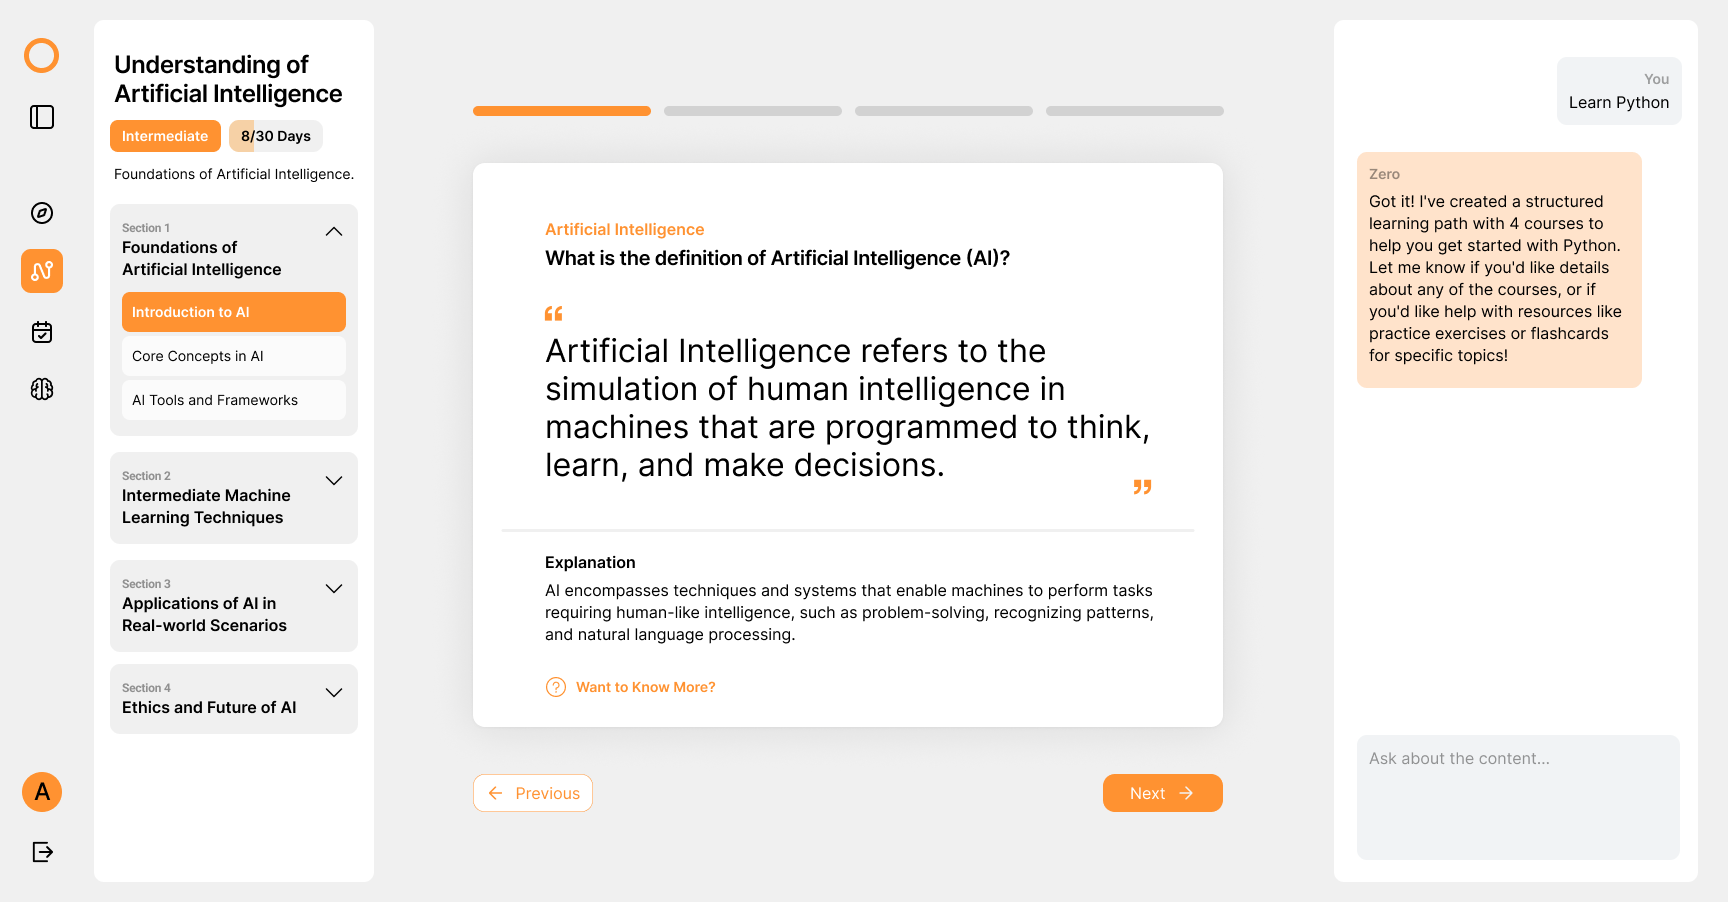 Understanding of
Artificial Intelligence
Intermediate
8/30 Days
Foundations of Artificial Intelligence.
Section 1
Foundations of
Artificial Intelligence
Introduction to AI
Core Concepts in AI
AI Tools and Frameworks
Section 2
Intermediate Machine
Learning Techniques
Section 3
Applications of AI in
Real-world Scenarios
Section 4
Ethics and Future of AI
A
Artificial Intelligence
What is the definition of Artificial Intelligence (AI)?
“
Artificial Intelligence refers to the
simulation of human intelligence in
machines that are programmed to think,
learn, and make decisions.
”
Explanation
AI encompasses techniques and systems that enable machines to perform tasks
requiring human-like intelligence, such as problem-solving, recognizing patterns,
and natural language processing.
? Want to Know More?
← Previous
Next →
You
Learn Python
Zero
Got it! I've created a structured
learning path with 4 courses to
help you get started with Python.
Let me know if you'd like details
about any of the courses, or if
you'd like help with resources like
practice exercises or flashcards
for specific topics!
Ask about the content...